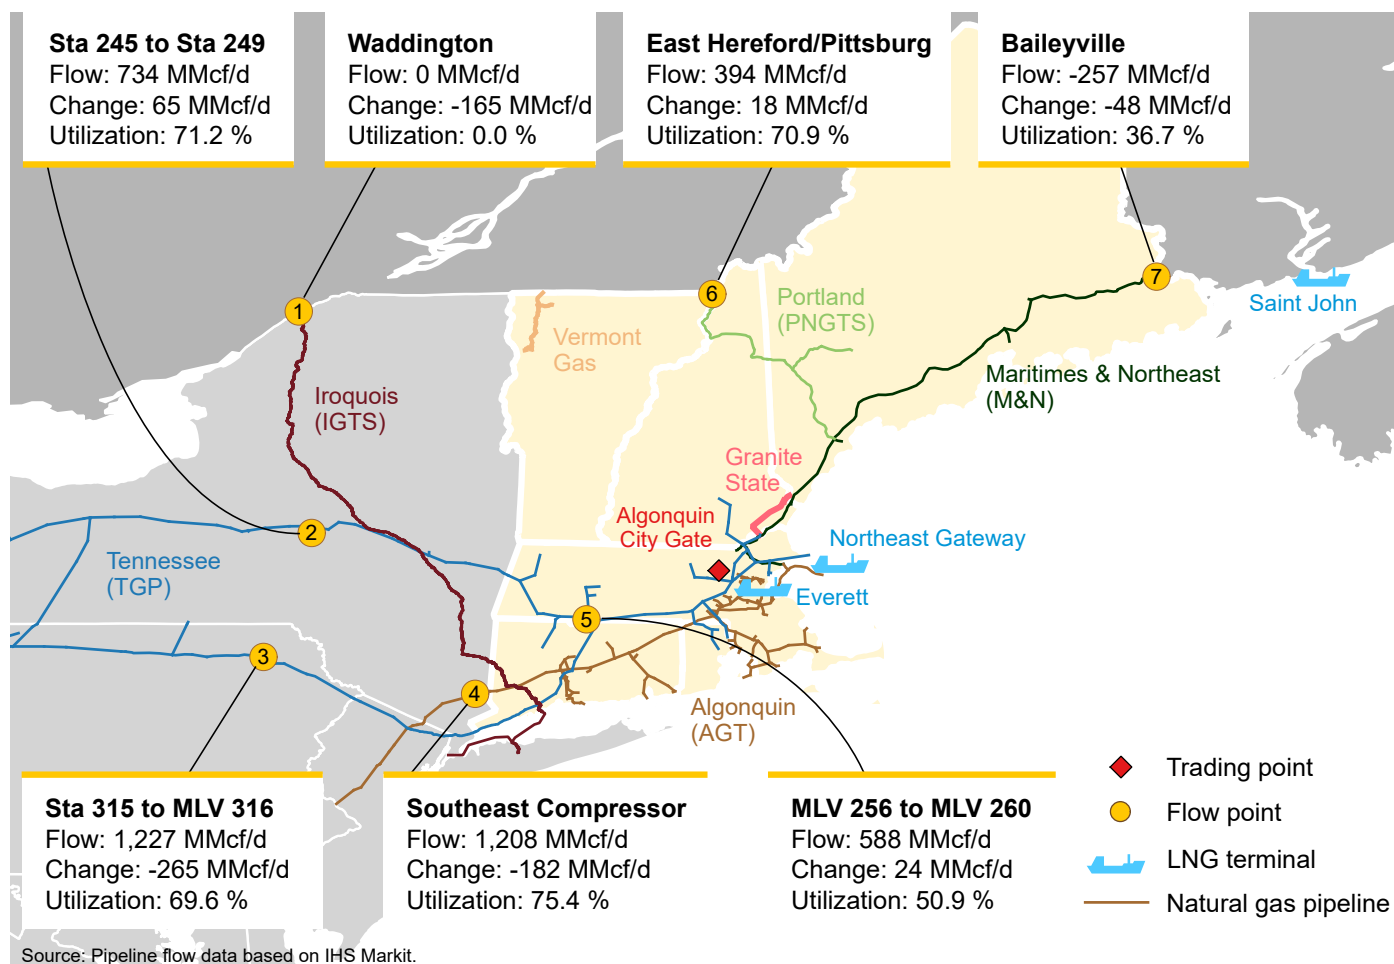 Sta 245 to Sta 249
Flow: 734 MMcf/d
Change: 65 MMcf/d
Utilization: 71.2 %
Waddington
Flow: 0 MMcf/d
Change: -165 MMcf/d
Utilization: 0.0 %
East Hereford/Pittsburg
Flow: 394 MMcf/d
Change: 18 MMcf/d
Utilization: 70.9 %
Baileyville
Flow: -257 MMcf/d
Change: -48 MMcf/d
Utilization: 36.7 %
1
6
7
Saint John
Portland
(PNGTS)
Vermont
Gas
Maritimes & Northeast
(M&N)
Iroquois
(IGTS)
Granite
State
Algonquin
City Gate
2
Northeast Gateway
Tennessee
(TGP)
Everett
5
3
4
Algonquin
(AGT)
Sta 315 to MLV 316
Flow: 1,227 MMcf/d
Change: -265 MMcf/d
Utilization: 69.6 %
Southeast Compressor
Flow: 1,208 MMcf/d
Change: -182 MMcf/d
Utilization: 75.4 %
MLV 256 to MLV 260
Flow: 588 MMcf/d
Change: 24 MMcf/d
Utilization: 50.9 %
Trading point
Flow point
LNG terminal
Natural gas pipeline
Source: Pipeline flow data based on IHS Markit.